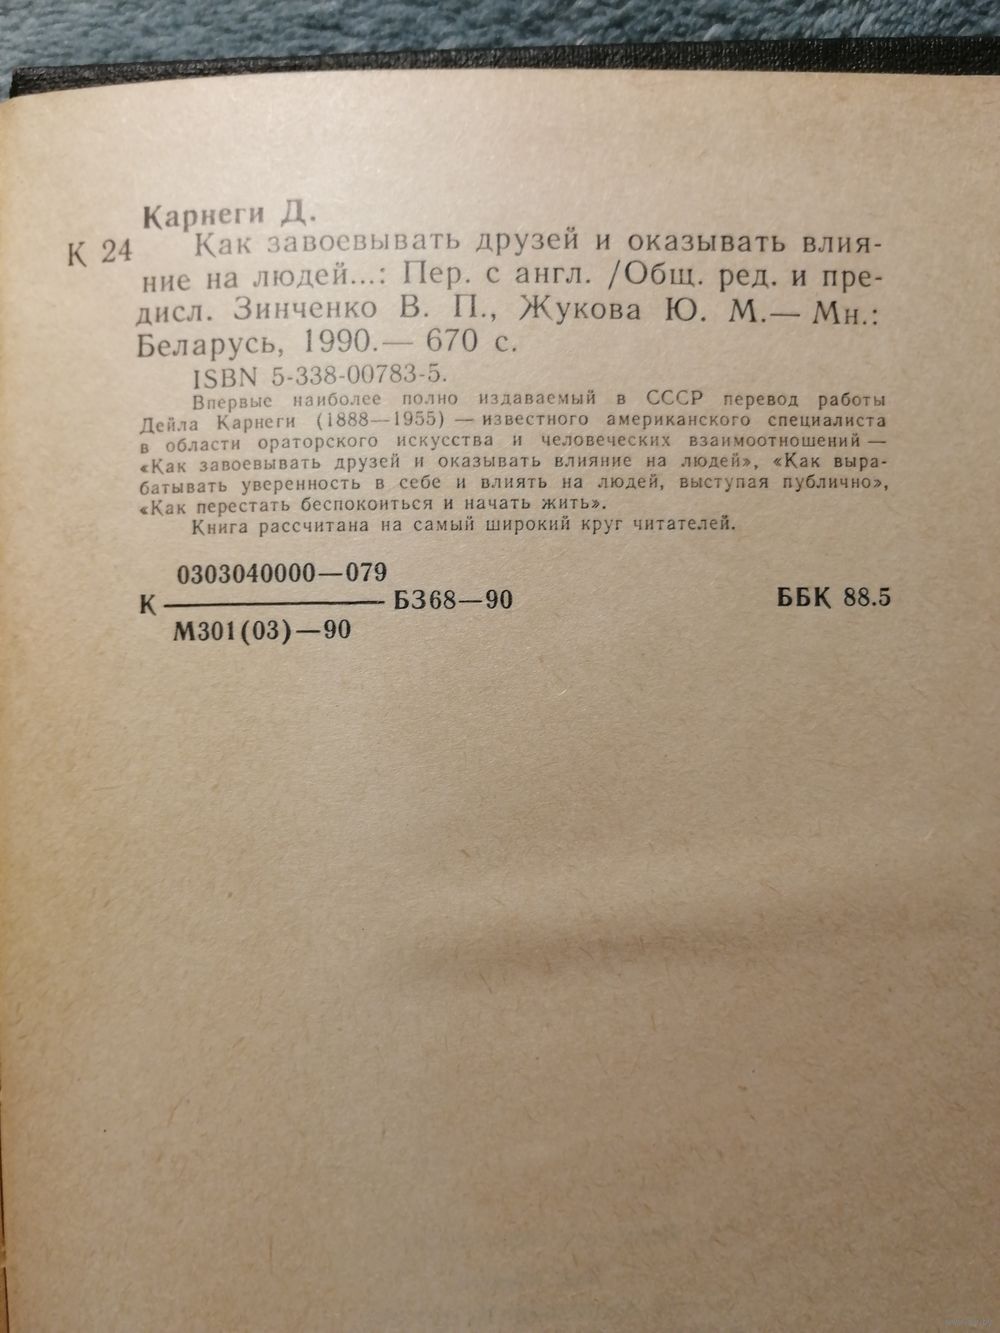 Карнеги Д.
К 24 Как завоевывать друзей и оказывать влия-
ние на людей...: Пер. с англ. /Общ. ред. и пре-
дисл. Зинченко В. П., Жукова Ю. М.— Мн.:
Беларусь, 1990.— 670 с.
ISBN 5-338-00783-5.
Впервые наиболее полно издаваемый в СССР перевод работы
Дейла Карнеги (1888—1955) — известного американского специалиста
в области ораторского искусства и человеческих взаимоотношений —
«Как завоевывать друзей и оказывать влияние на людей», «Как выра-
батывать уверенность в себе и влиять на людей, выступая публично»,
«Как перестать беспокоиться и начать жить».
Книга рассчитана на самый широкий круг читателей.
0303040000—079
К — БЗ68—90 ББК 88.5
М301(03)—90